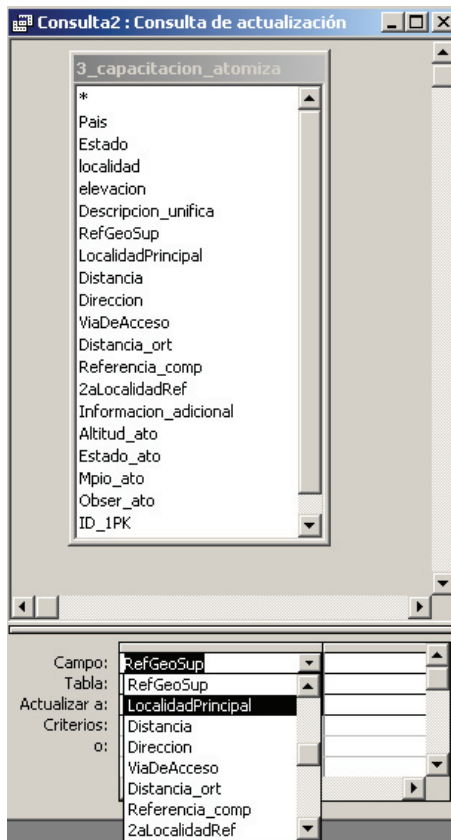 Consulta2 : Consulta de actualización
3_capacitacion_atomiza
*
Pais
Estado
localidad
elevacion
Descripcion_unifica
RefGeoSup
LocalidadPrincipal
Distancia
Direccion
ViaDeAcceso
Distancia_ort
Referencia_comp
2aLocalidadRef
Informacion_adicional
Altitud_ato
Estado_ato
Mpio_ato
Obser_ato
ID_1PK
Campo: RefGeoSup
Tabla: RefGeoSup
Actualizar a: LocalidadPrincipal
Criterios: Distancia
o: Direccion
ViaDeAcceso
Distancia_ort
Referencia_comp
2aLocalidadRef